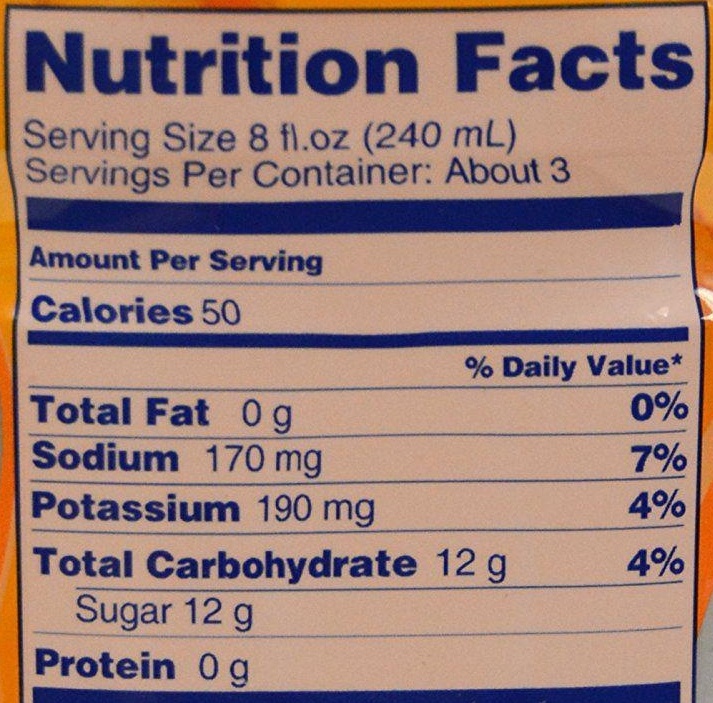 Nutrition Facts
Serving Size 8 fl.oz (240 mL)
Servings Per Container: About 3
Amount Per Serving
Calories 50
% Daily Value*
Total Fat 0 g 0%
Sodium 170 mg 7%
Potassium 190 mg 4%
Total Carbohydrate 12 g 4%
Sugar 12 g
Protein 0 g